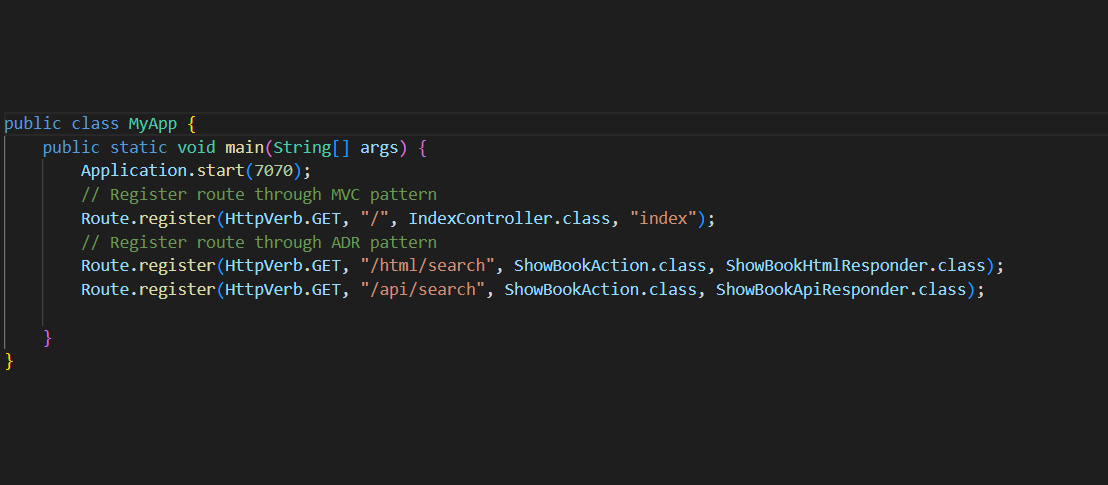 public class MyApp {
public static void main(String[] args) {
Application.start(7070);
// Register route through MVC pattern
Route.register(HttpVerb.GET, "/", IndexController.class, "index");
// Register route through ADR pattern
Route.register(HttpVerb.GET, "/html/search", ShowBookAction.class, ShowBookHtmlResponder.class);
Route.register(HttpVerb.GET, "/api/search", ShowBookAction.class, ShowBookApiResponder.class);
}
}